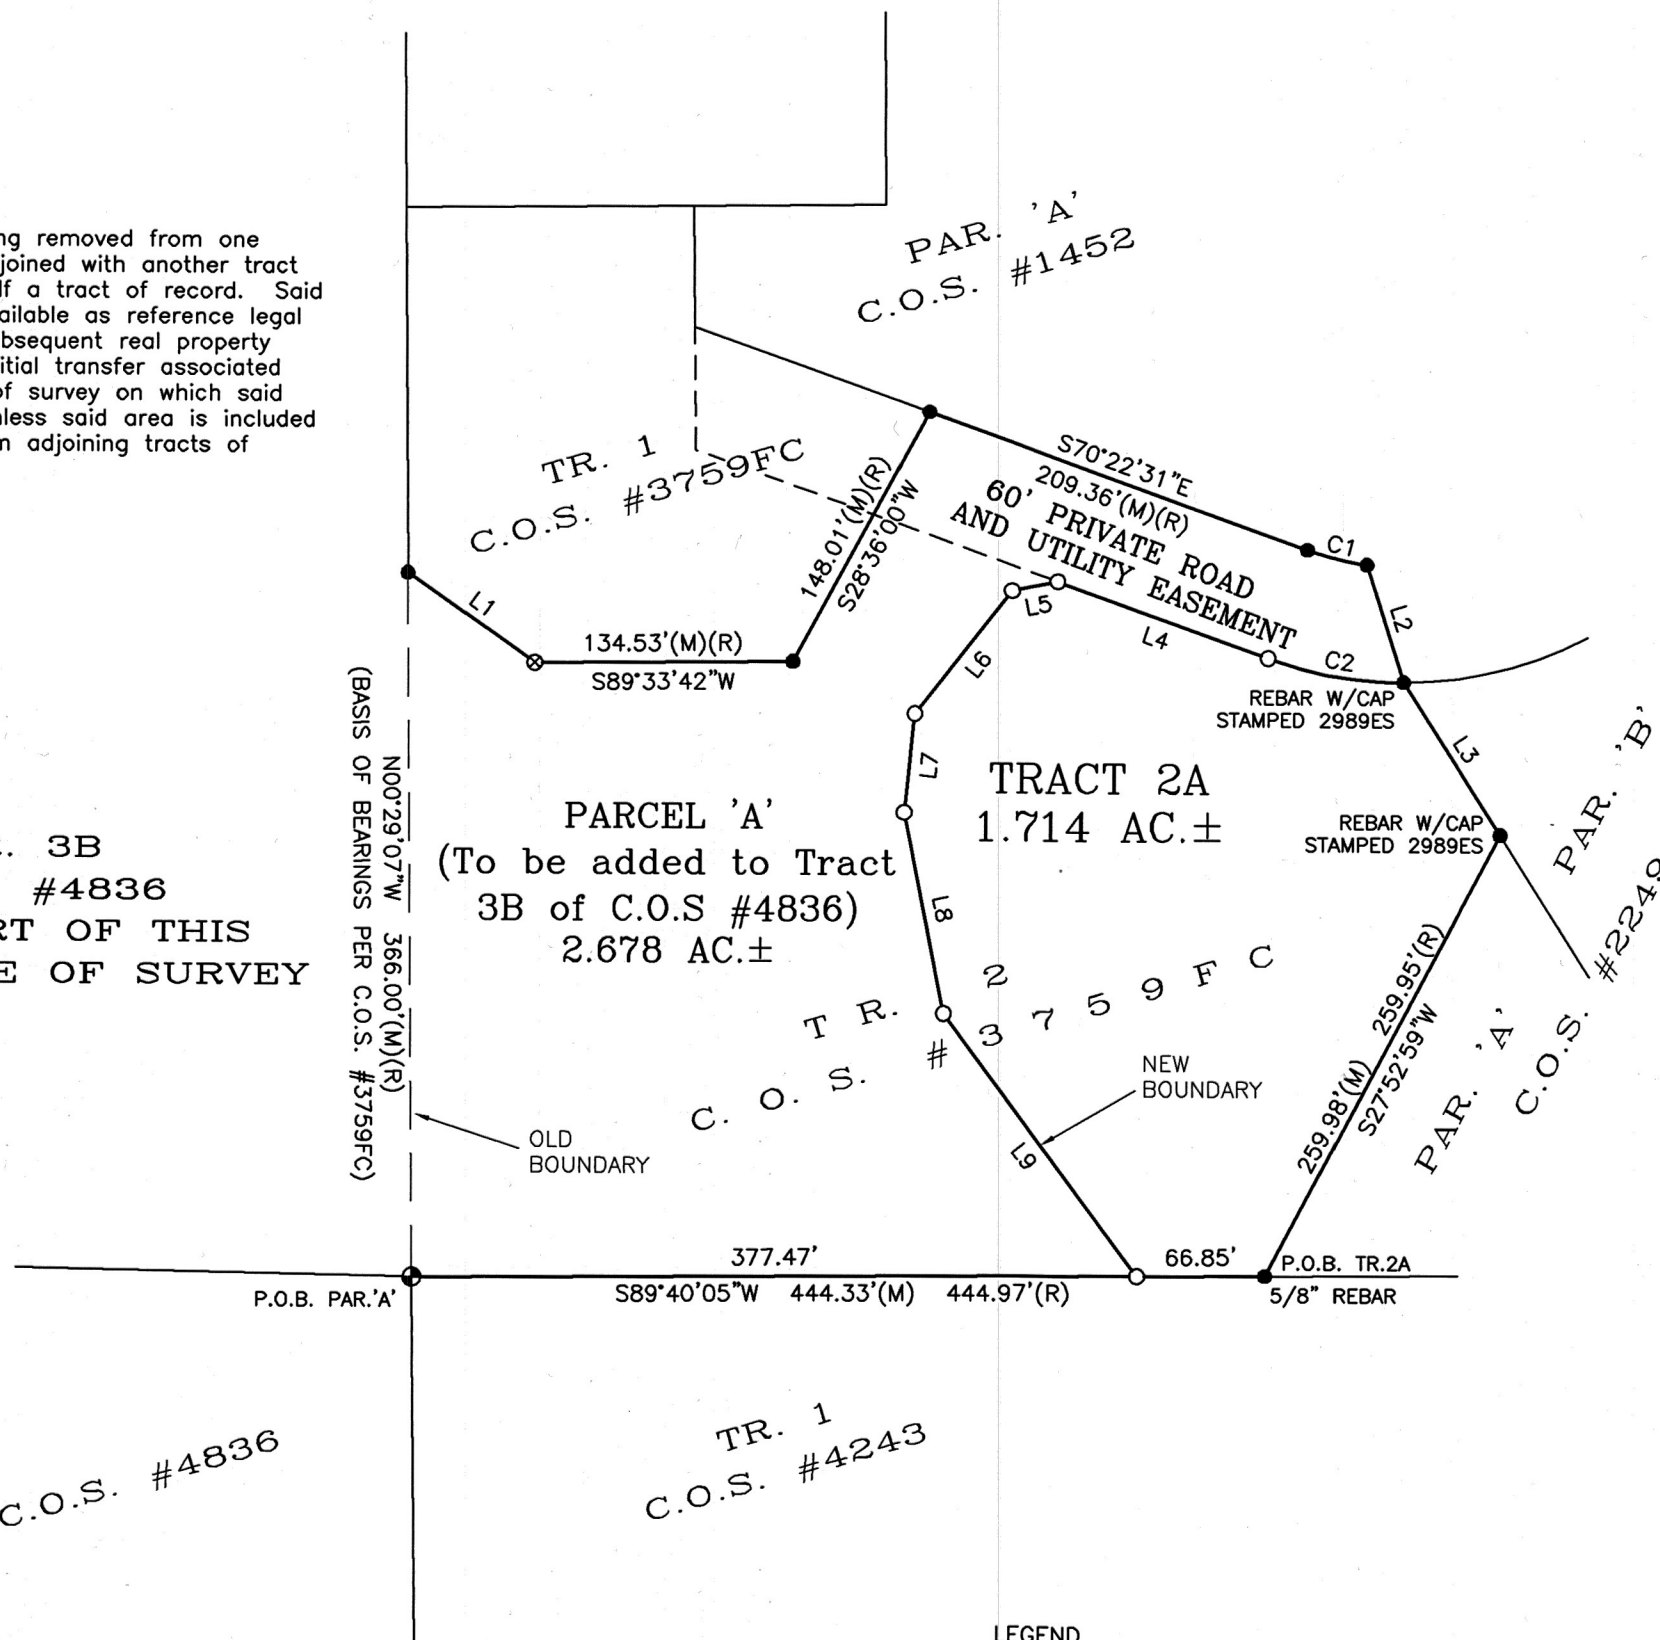 ng removed from one
joined with another tract
lf a tract of record. Said
ailable as reference legal
bsequent real property
itial transfer associated
of survey on which said
less said area is included
adjoining tracts of
PAR. 'A'
C.O.S. #1452
TR. 1
C.O.S. #3759FC
148.01'(M)(R)
S28°36'00"W
S70°22'31"E
209.36'(M)(R)
60' PRIVATE ROAD
AND UTILITY EASEMENT
C1
L1
134.53'(M)(R)
S89°33'42"W
L2
L5
L4
C2
L6
REBAR W/CAP
STAMPED 2989ES
L3
L7
TRACT 2A
1.714 AC.±
REBAR W/CAP
STAMPED 2989ES
PAR. 'B'
N00°29'07"W 366.00'(M)(R)
(BASIS OF BEARINGS PER C.O.S. #3759FC)
PARCEL 'A'
(To be added to Tract
3B of C.O.S #4836)
2.678 AC.±
3B
#4836
RT OF THIS
E OF SURVEY
L8
TR. 2
C.O.S. #3759FC
259.98'(M) 259.95'(R)
S27°52'59"W
PAR. 'A'
C.O.S. #2249
NEW
BOUNDARY
OLD
BOUNDARY
L9
377.47'
66.85'
P.O.B. TR.2A
P.O.B. PAR.'A'
S89°40'05"W 444.33'(M) 444.97'(R)
5/8" REBAR
C.O.S. #4836
TR. 1
C.O.S. #4243
LEGEND